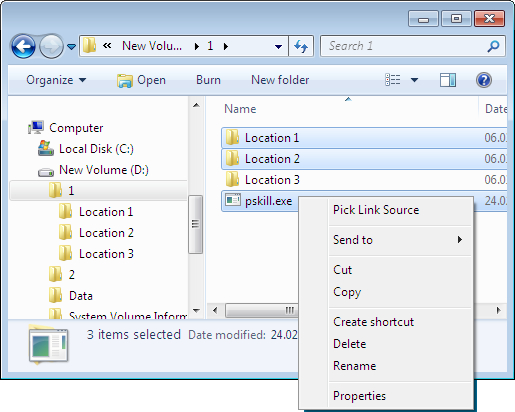 « New Volu... 1
Search 1
Organize Open Burn New folder
Name Date
Computer
Local Disk (C:)
New Volume (D:)
1
Location 1
Location 2
Location 3
2
Data
System Volume Inform
Location 1 06.0
Location 2 06.0
Location 3 06.0
pskill.exe 24.0
Pick Link Source
Send to
Cut
Copy
Create shortcut
Delete
Rename
Properties
3 items selected Date modified: 24.02